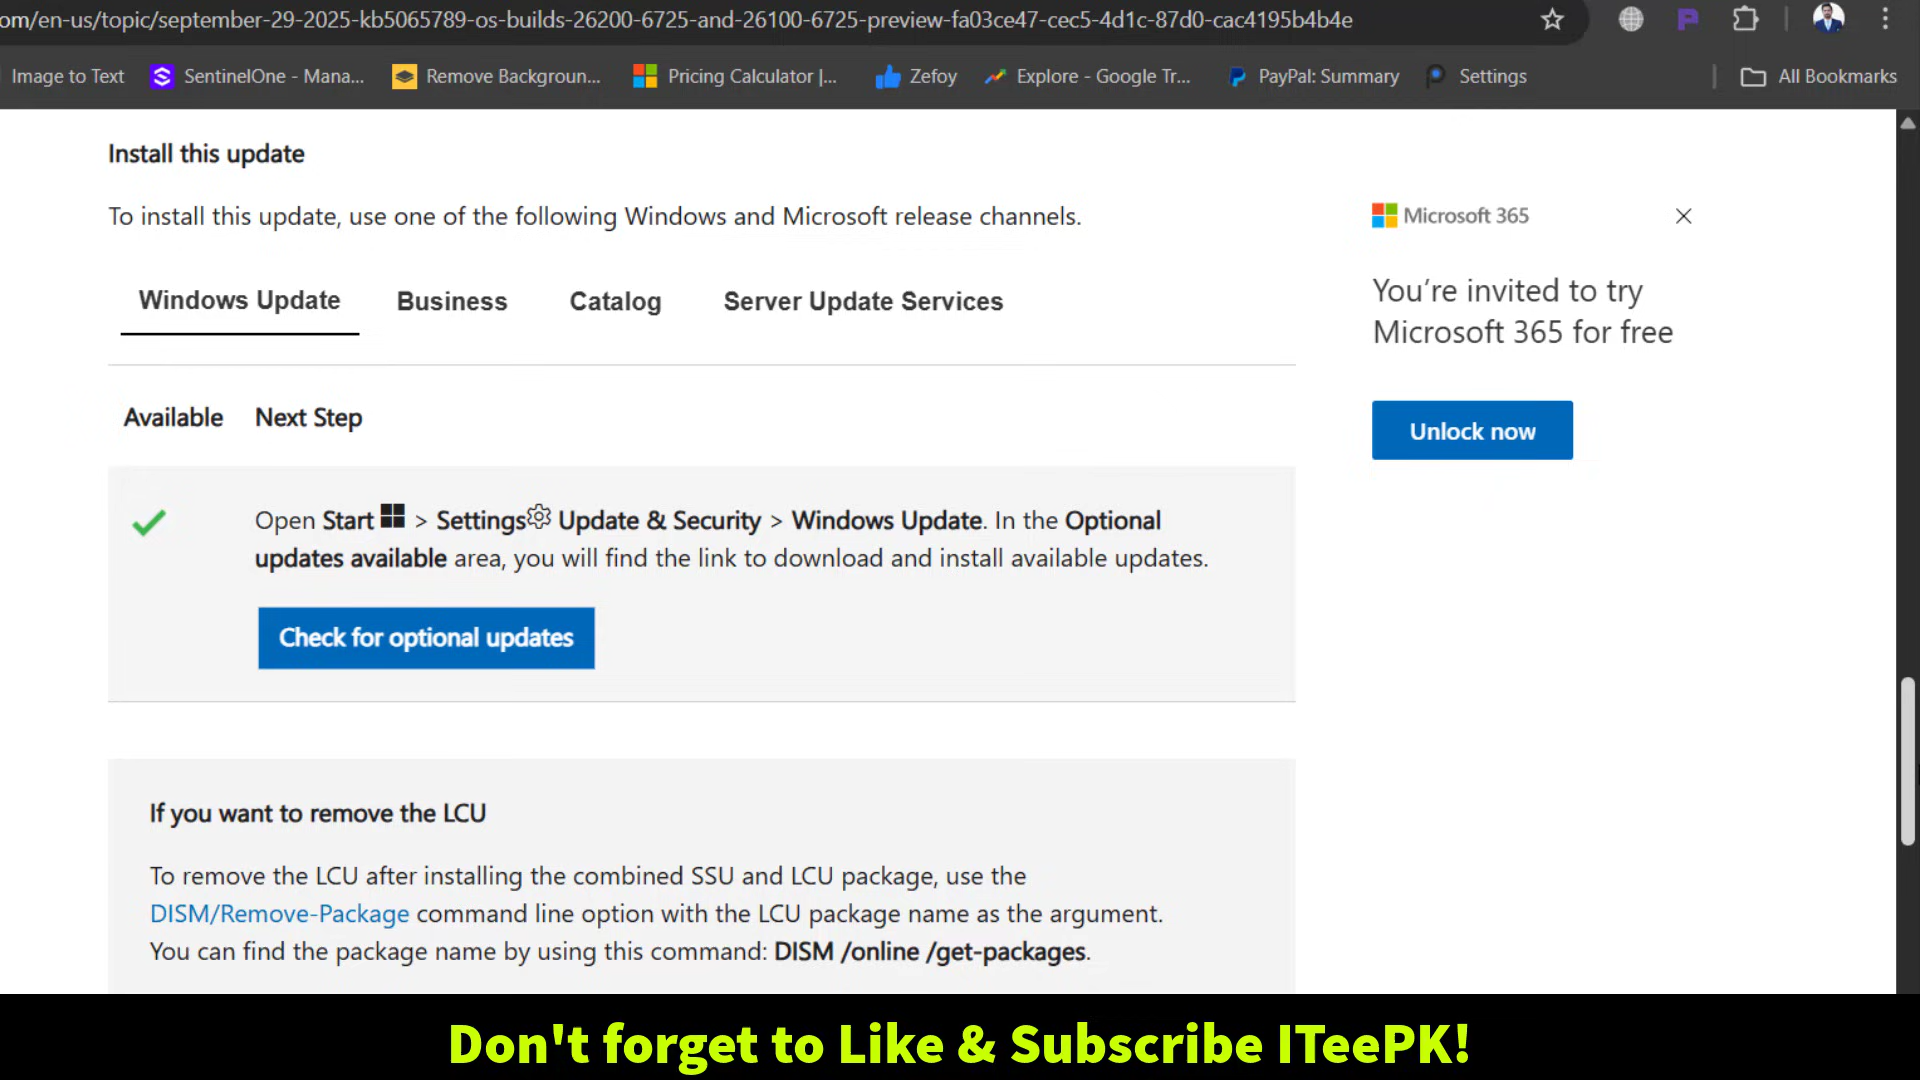 om/en-us/topic/september-29-2025-kb5065789-os-builds-26200-6725-and-26100-6725-preview-fa03ce47-cec5-4d1c-87d0-cac4195b4b4e
Image to Text SentinelOne - Mana... Remove Backgroun... Pricing Calculator |... Zefoy Explore - Google Tr... PayPal: Summary Settings All Bookmarks
Install this update
To install this update, use one of the following Windows and Microsoft release channels.
Windows Update Business Catalog Server Update Services
Available Next Step
Open Start > Settings Update & Security > Windows Update. In the Optional
updates available area, you will find the link to download and install available updates.
Check for optional updates
If you want to remove the LCU
To remove the LCU after installing the combined SSU and LCU package, use the
DISM/Remove-Package command line option with the LCU package name as the argument.
You can find the package name by using this command: DISM /online /get-packages.
Microsoft 365
You're invited to try
Microsoft 365 for free
Unlock now
Don't forget to Like & Subscribe ITeePK!